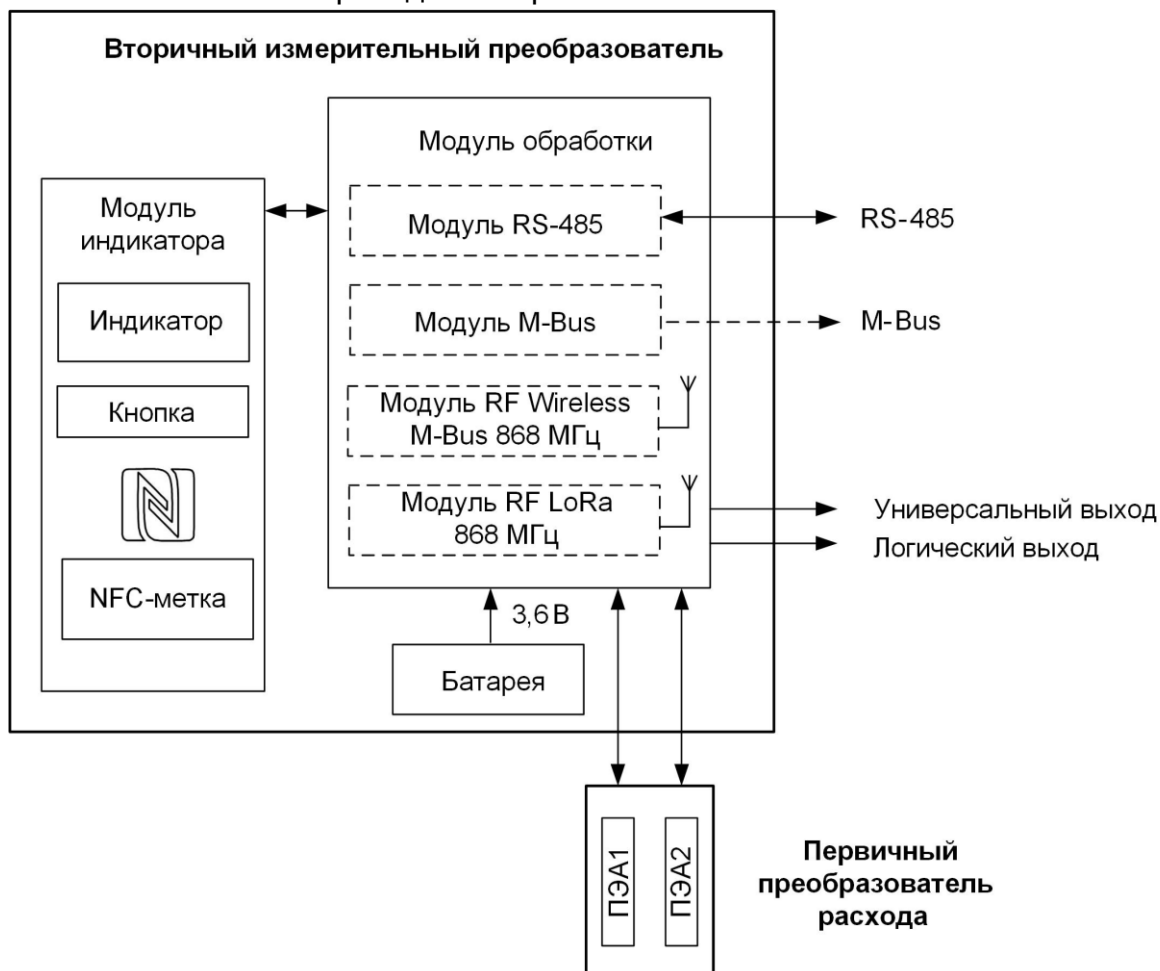 Вторичный измерительный преобразователь
Модуль обработки
Модуль
индикатора
Индикатор
Кнопка
NFC-метка
Модуль RS-485
RS-485
Модуль M-Bus
M-Bus
Модуль RF Wireless
M-Bus 868 МГц
Модуль RF LoRa
868 МГц
Универсальный выход
Логический выход
3,6 В
Батарея
ПЭА1
ПЭА2
Первичный
преобразователь
расхода